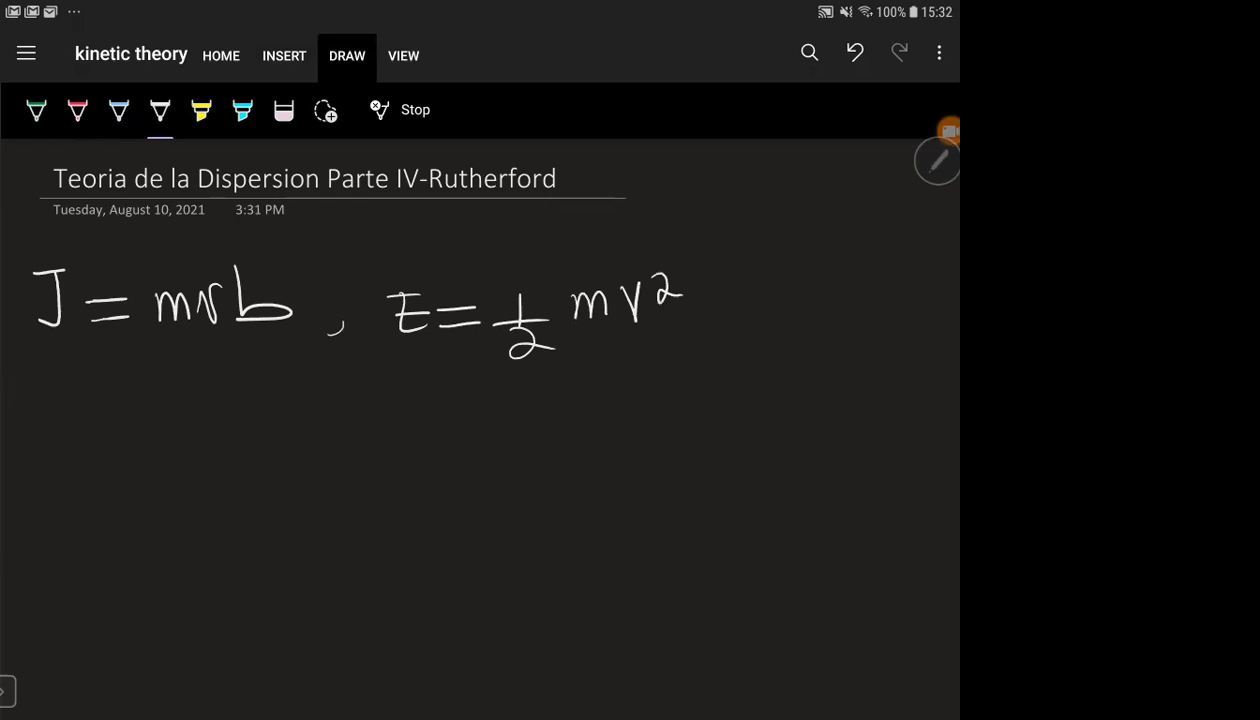 100% 15:32
kinetic theory HOME INSERT DRAW VIEW
Stop
Teoria de la Dispersion Parte IV-Rutherford
Tuesday, August 10, 2021 3:31 PM
J = mvb , E = 1/2 mv²